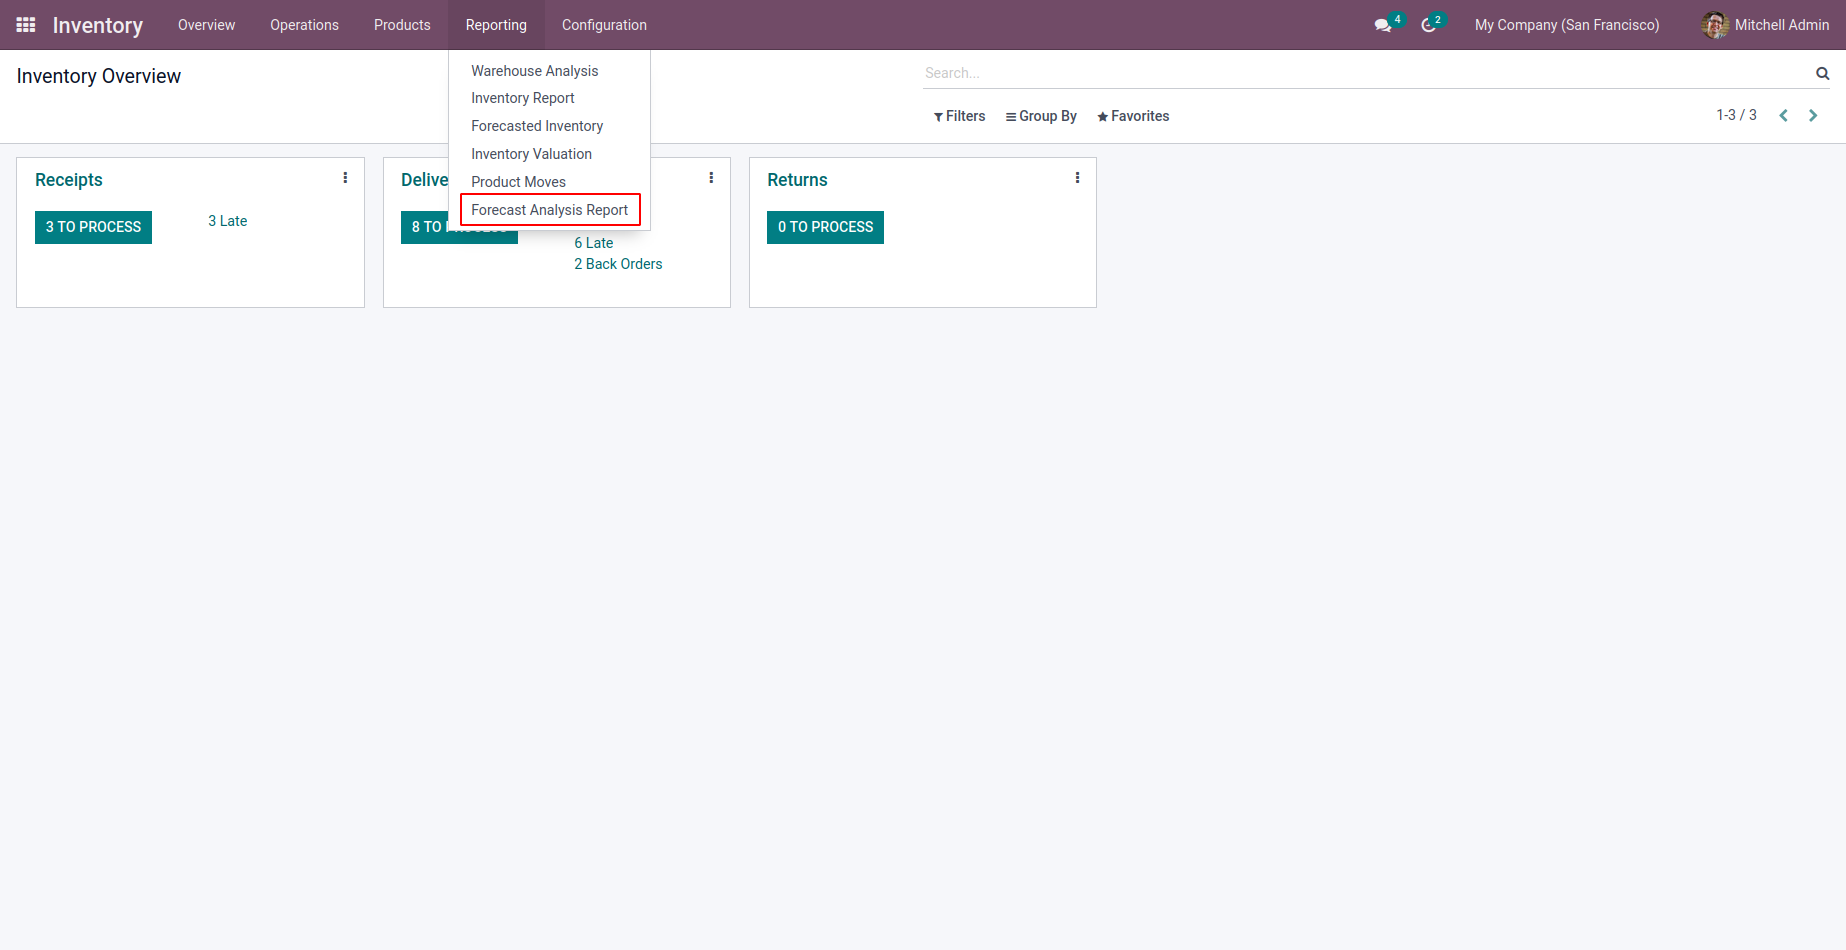 Inventory Overview Operations Products Reporting Configuration 4 2 My Company (San Francisco) Mitchell Admin
Inventory Overview
Search...
Filters Group By Favorites 1-3 / 3
Warehouse Analysis
Inventory Report
Forecasted Inventory
Inventory Valuation
Product Moves
Forecast Analysis Report
Receipts
3 TO PROCESS 3 Late
Delive
8 TO
6 Late
2 Back Orders
Returns
0 TO PROCESS